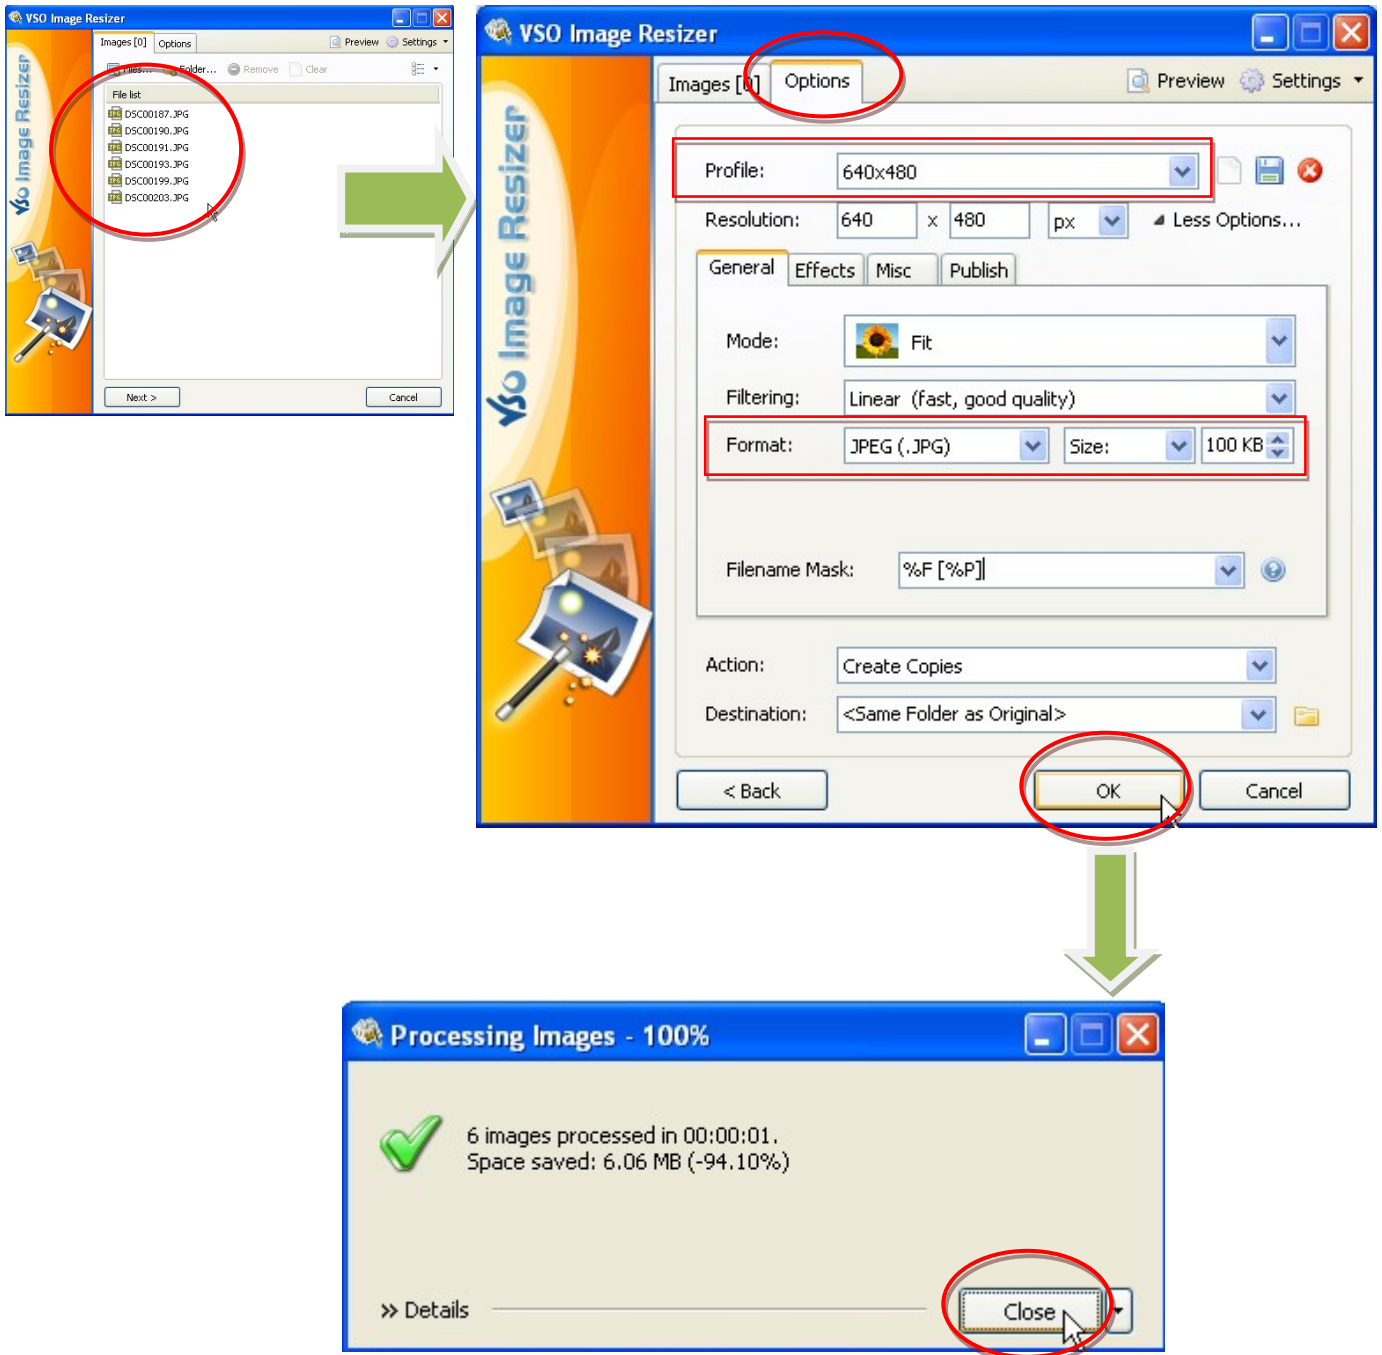 VSO Image Resizer
Images [0] Options Preview Settings
Files... Folder... Remove Clear
File list
DSC00187.JPG
DSC00190.JPG
DSC00191.JPG
DSC00193.JPG
DSC00199.JPG
DSC00203.JPG
VSO Image Resizer
Next > Cancel
VSO Image Resizer
Images [0] Options Preview Settings
VSO Image Resizer
Profile: 640x480
Resolution: 640 x 480 px Less Options...
General Effects Misc Publish
Mode: Fit
Filtering: Linear (fast, good quality)
Format: JPEG (.JPG) Size: 100 KB
Filename Mask: %F [%P]
Action: Create Copies
Destination: <Same Folder as Original>
< Back OK Cancel
Processing Images - 100%
6 images processed in 00:00:01.
Space saved: 6.06 MB (-94.10%)
>> Details Close